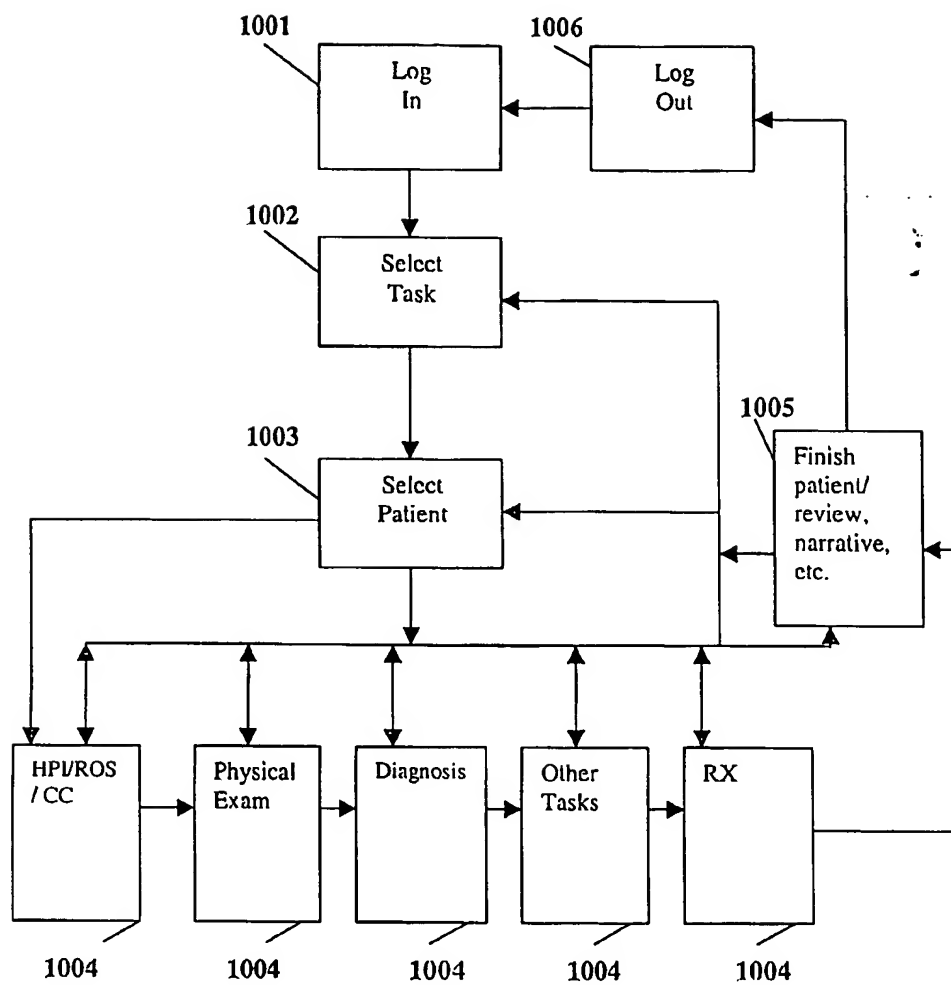 1001
Log
In
1006
Log
Out
1002
Select
Task
1003
Select
Patient
1005
Finish
patient/
review,
narrative,
etc.
HPI/ROS
/ CC
Physical
Exam
Diagnosis
Other
Tasks
RX
1004
1004
1004
1004
1004